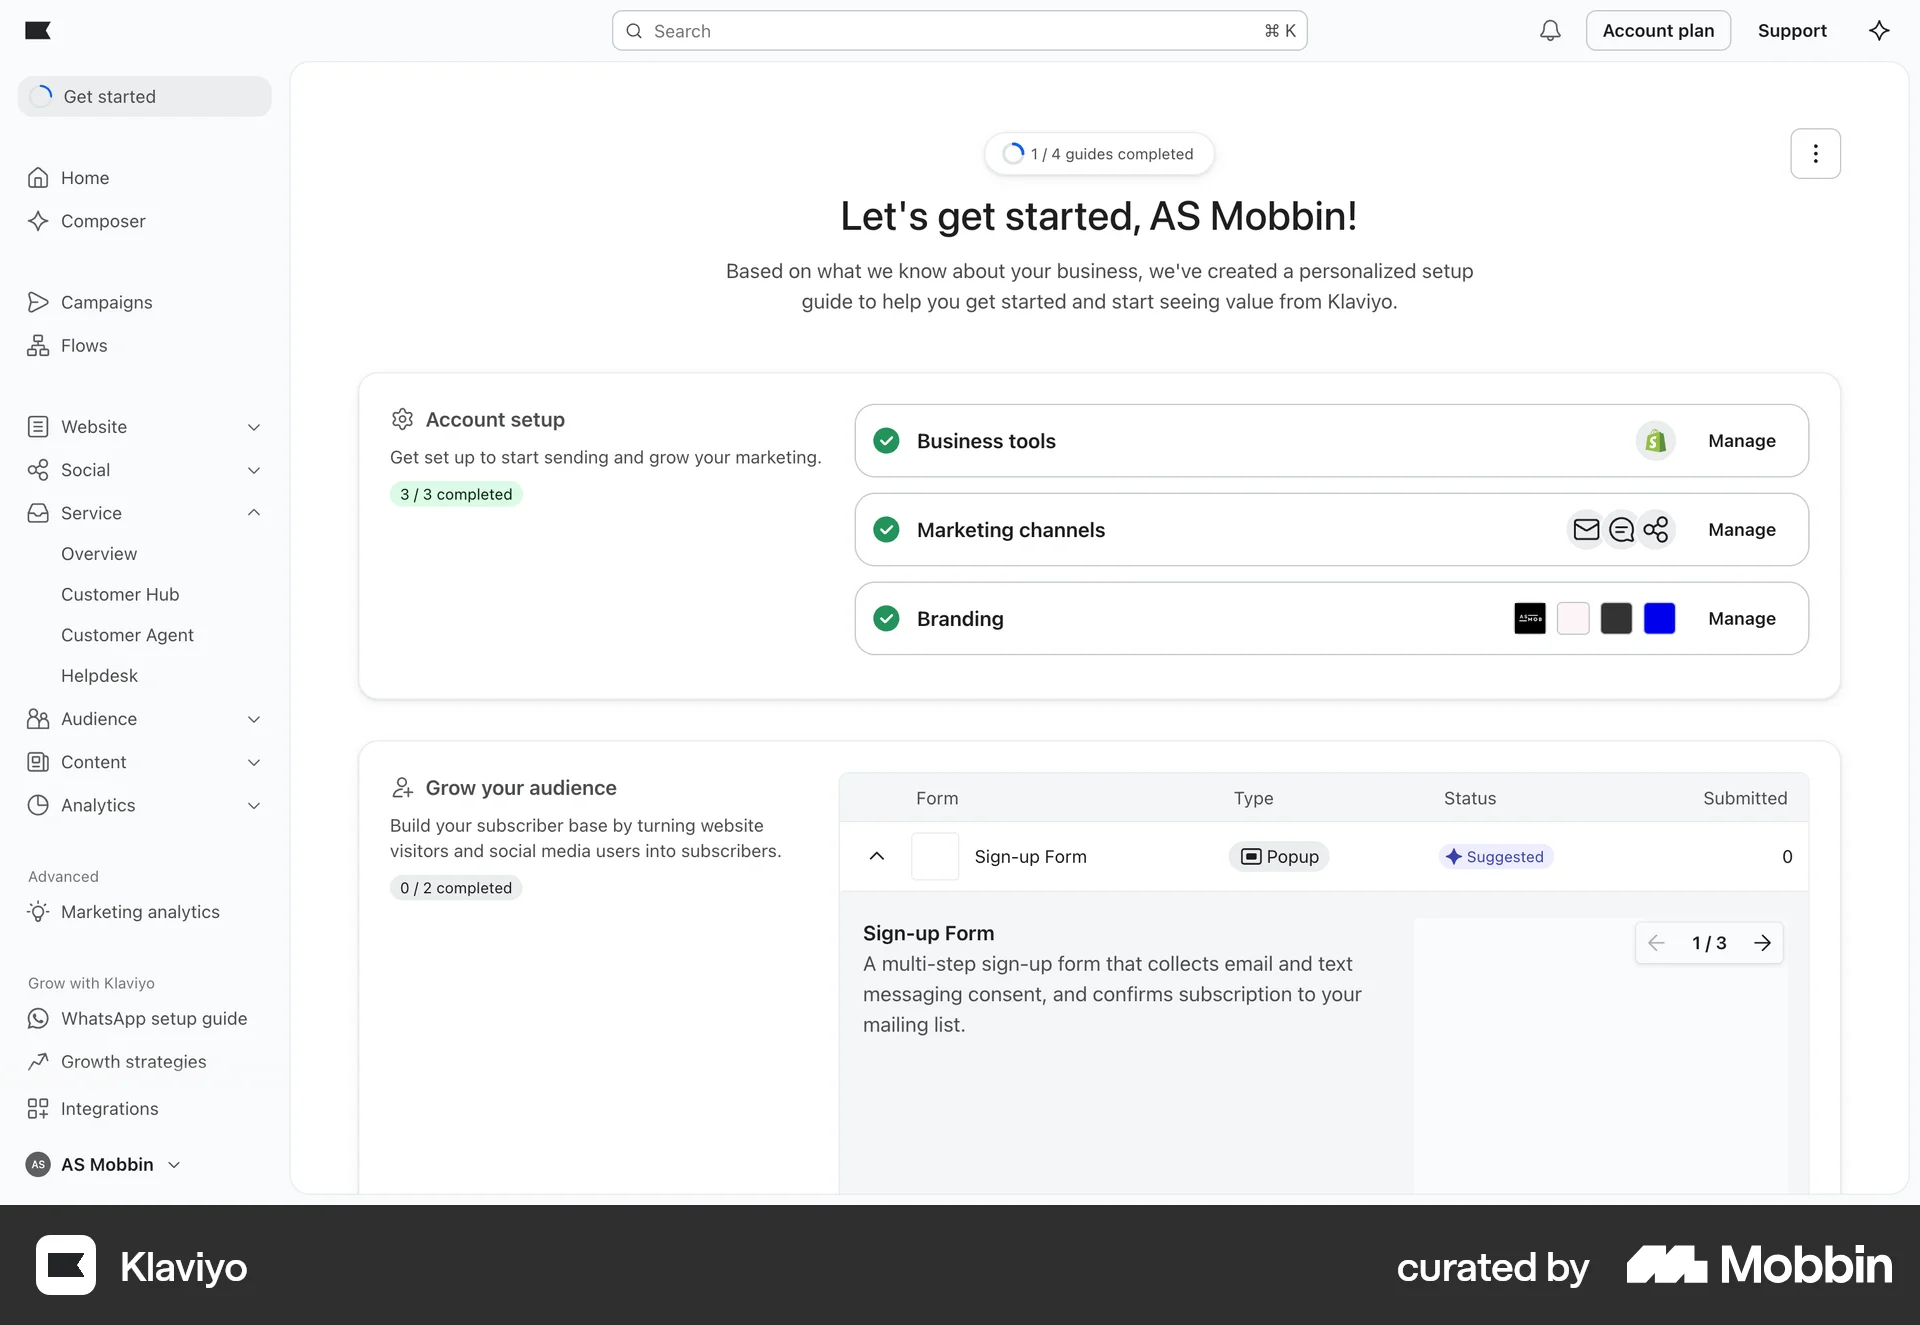 Search
⌘ K
Account plan
Support
Get started
Home
Composer
Campaigns
Flows
Website
Social
Service
Overview
Customer Hub
Customer Agent
Helpdesk
Audience
Content
Analytics
Advanced
Marketing analytics
Grow with Klaviyo
WhatsApp setup guide
Growth strategies
Integrations
AS
AS Mobbin
1 / 4 guides completed
Let's get started, AS Mobbin!
Based on what we know about your business, we've created a personalized setup
guide to help you get started and start seeing value from Klaviyo.
Account setup
Get set up to start sending and grow your marketing.
3 / 3 completed
Business tools
Manage
Marketing channels
Manage
Branding
AS
MOB
Manage
Grow your audience
Build your subscriber base by turning website
visitors and social media users into subscribers.
0 / 2 completed
Form
Type
Status
Submitted
Sign-up Form
Popup
Suggested
0
Sign-up Form
A multi-step sign-up form that collects email and text
messaging consent, and confirms subscription to your
mailing list.
1 / 3
Klaviyo
curated by
Mobbin